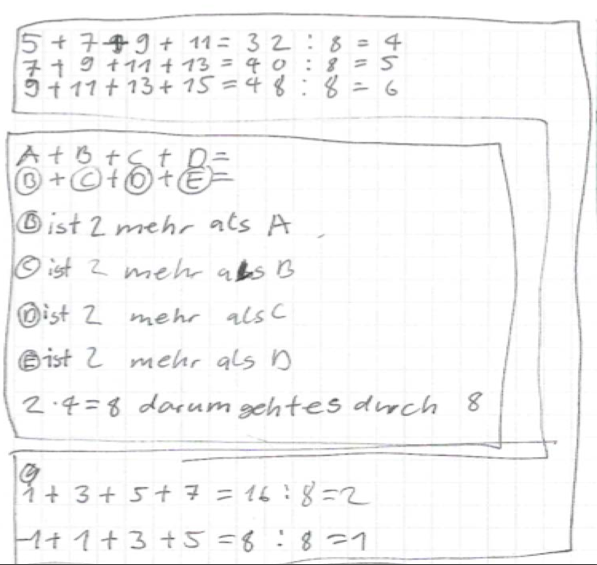 5 + 7 + 9 + 11 = 32 : 8 = 4
7 + 9 + 11 + 13 = 40 : 8 = 5
9 + 11 + 13 + 15 = 48 : 8 = 6
A + B + C + D =
B + C + D + E =
B ist 2 mehr als A
C ist 2 mehr als B
D ist 2 mehr als C
E ist 2 mehr als D
2 · 4 = 8 darum geht es durch 8
1 + 3 + 5 + 7 = 16 : 8 = 2
-1 + 1 + 3 + 5 = 8 : 8 = 1